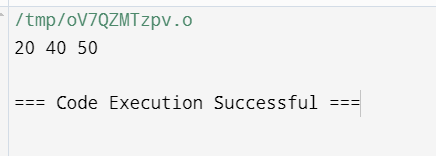 /tmp/oV7QZMTzpv.o
20 40 50
=== Code Execution Successful ===